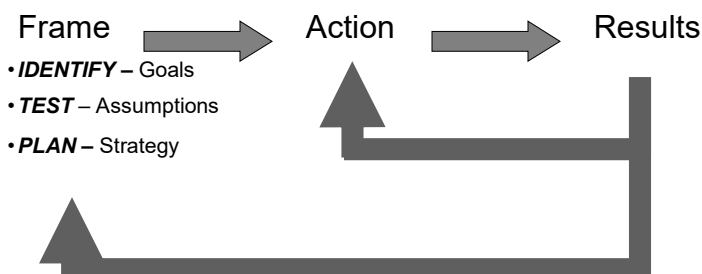 Frame Action Results
•IDENTIFY – Goals
•TEST – Assumptions
•PLAN – Strategy